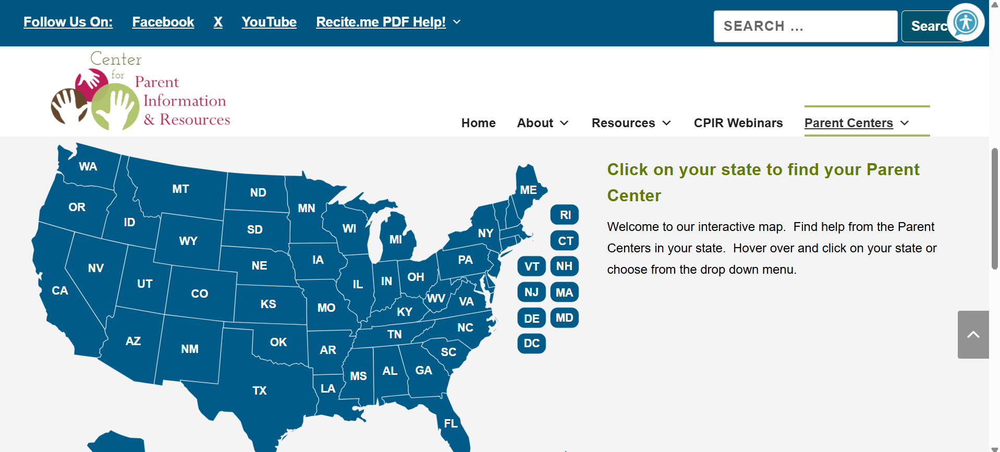 Follow Us On: Facebook X YouTube Recite.me PDF Help!
SEARCH ...
Searc
Center
for
Parent
Information
& Resources
Home About Resources CPIR Webinars Parent Centers
Click on your state to find your Parent
Center
Welcome to our interactive map. Find help from the Parent
Centers in your state. Hover over and click on your state or
choose from the drop down menu.
WA
MT
ND
ME
MN
OR
RI
ID
SD
WI
NY
WY
MI
CT
IA
PA
NE
NV
VT
NH
OH
IN
UT
IL
CA
CO
NJ
MA
WV
VA
KS
MO
KY
DE
MD
NC
TN
AZ
OK
DC
NM
AR
SC
MS
AL
GA
TX
LA
FL